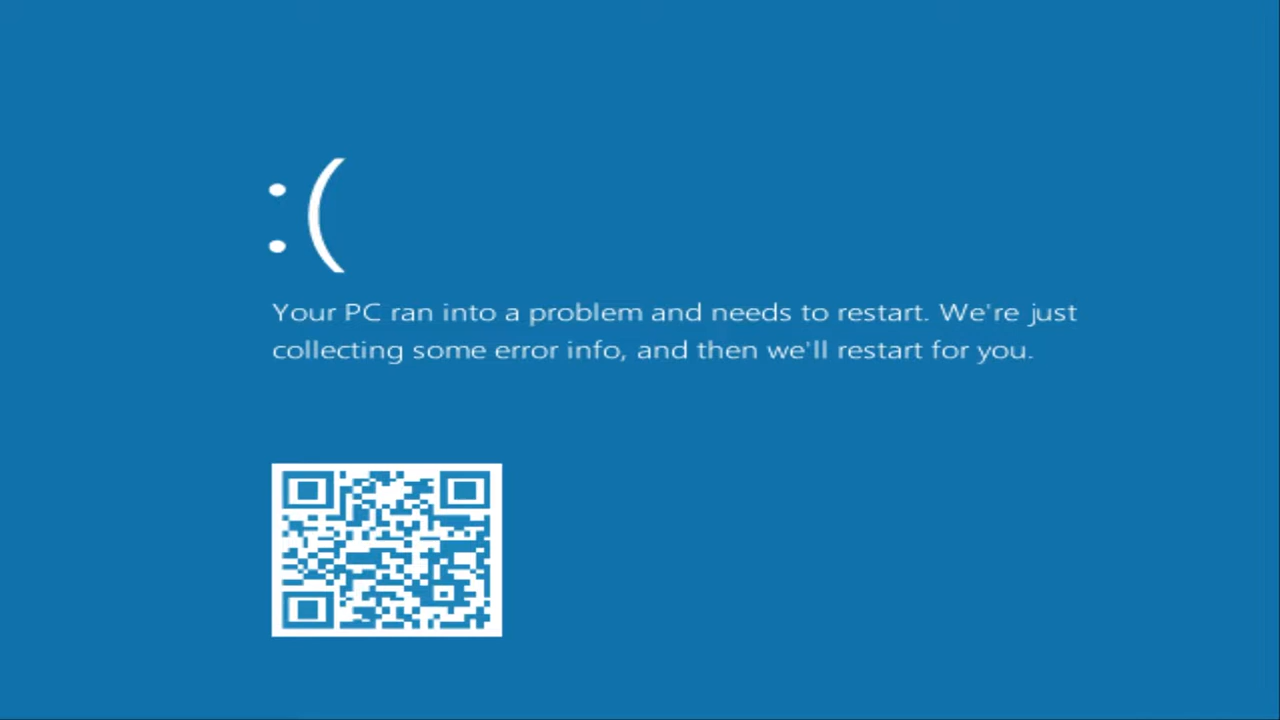 :(
Your PC ran into a problem and needs to restart. We're just
collecting some error info, and then we'll restart for you.